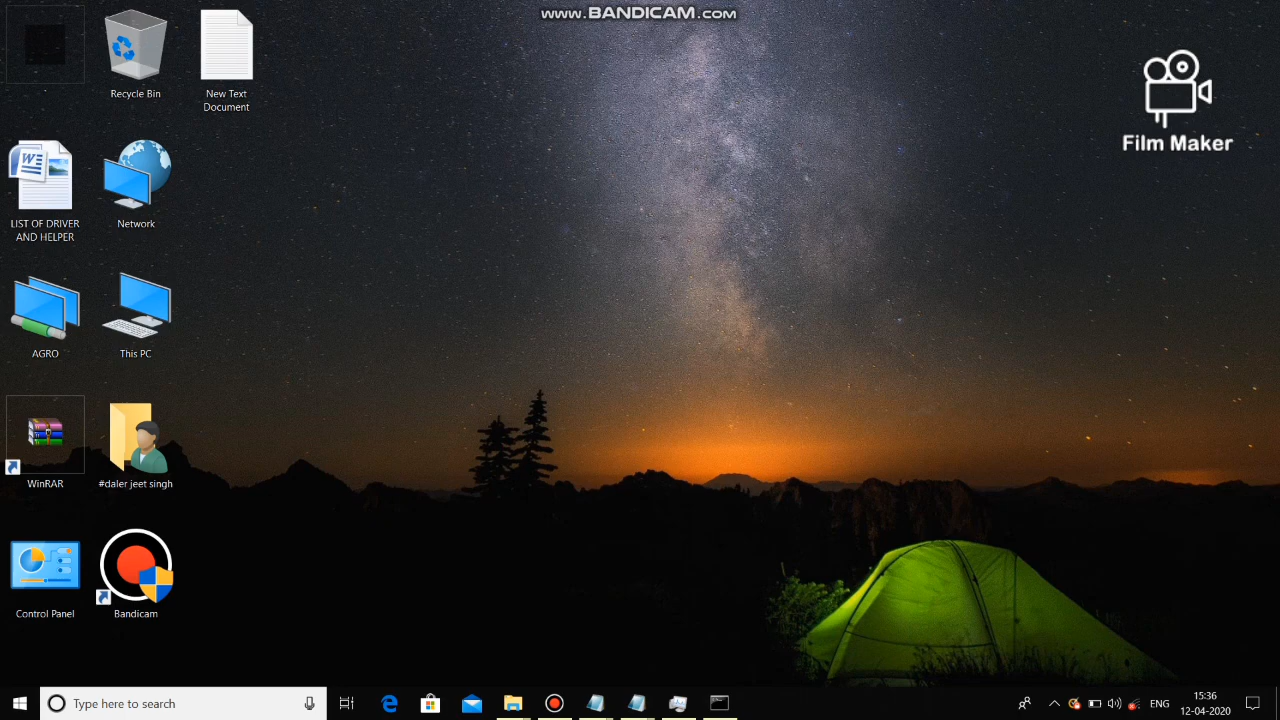 www.BANDICAM.com
Film Maker
Recycle Bin
New Text
Document
LIST OF DRIVER
AND HELPER
Network
AGRO
This PC
WinRAR
#daler jeet singh
Control Panel
Bandicam
Type here to search
ENG
15:36
12-04-2020